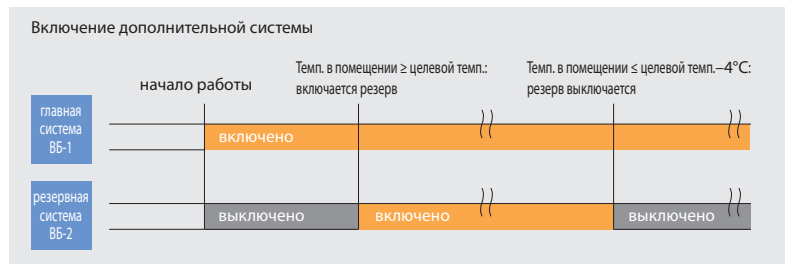 Включение дополнительной системы
начало работы
Темп. в помещении ≥ целевой темп.:
включается резерв
Темп. в помещении ≤ целевой темп.–4°C:
резерв выключается
главная
система
ВБ-1
включено
резервная
система
ВБ-2
выключено
включено
выключено